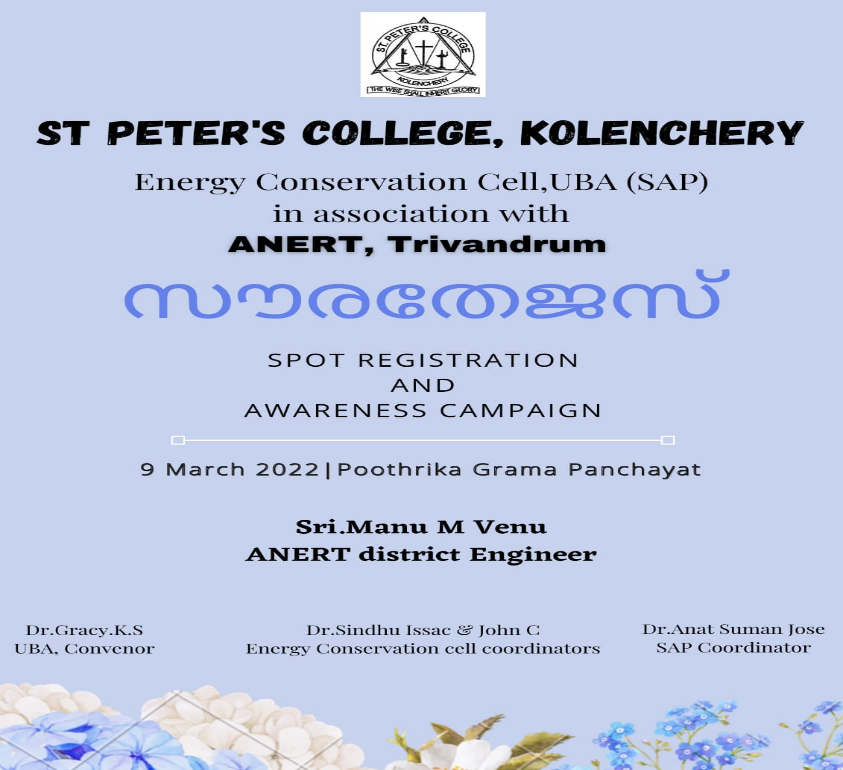 ST. PETER'S COLLEGE
KOLENCHERY
THE WISE SHALL INHERIT GLORY
ST PETER'S COLLEGE, KOLENCHERY
Energy Conservation Cell,UBA (SAP)
in association with
ANERT, Trivandrum
സൗരതേജസ്
SPOT REGISTRATION
AND
AWARENESS CAMPAIGN
9 March 2022|Poothrika Grama Panchayat
Sri.Manu M Venu
ANERT district Engineer
Dr.Gracy.K.S
UBA, Convenor
Dr.Sindhu Issac & John C
Energy Conservation cell coordinators
Dr.Anat Suman Jose
SAP Coordinator